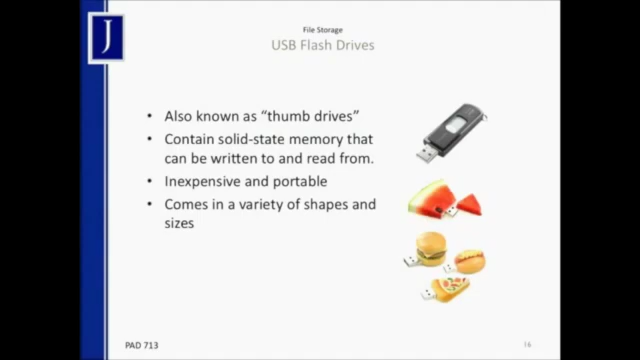 J
File Storage
USB Flash Drives
• Also known as “thumb drives”
• Contain solid-state memory that
can be written to and read from.
• Inexpensive and portable
• Comes in a variety of shapes and
sizes
PAD 713
16